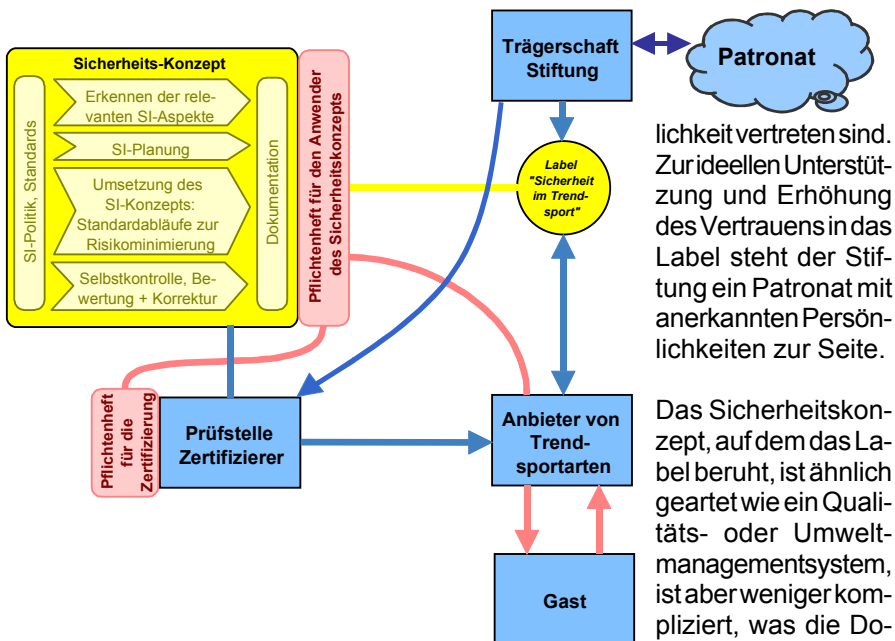 Sicherheits-Konzept
SI-Politik, Standards
Erkennen der rele-
vanten SI-Aspekte
SI-Planung
Umsetzung des
SI-Konzepts:
Standardabläufe zur
Risikominimierung
Selbstkontrolle, Be-
wertung + Korrektur
Dokumentation
Pflichtenheft für den Anwender
des Sicherheitskonzepts
Trägerschaft
Stiftung
Patronat
Label
"Sicherheit
im Trend-
sport"
Pflichtenheft
für die
Zertifizierung
Prüfstelle
Zertifizierer
Anbieter von
Trend-
sportarten
Gast
lichkeit vertreten sind.
Zur ideellen Unterstüt-
zung und Erhöhung
des Vertrauens in das
Label steht der Stif-
tung ein Patronat mit
anerkannten Persön-
lichkeiten zur Seite.
Das Sicherheitskon-
zept, auf dem das La-
bel beruht, ist ähnlich
geartet wie ein Quali-
täts- oder Umwelt-
managementsystem,
ist aber weniger kom-
pliziert, was die Do-